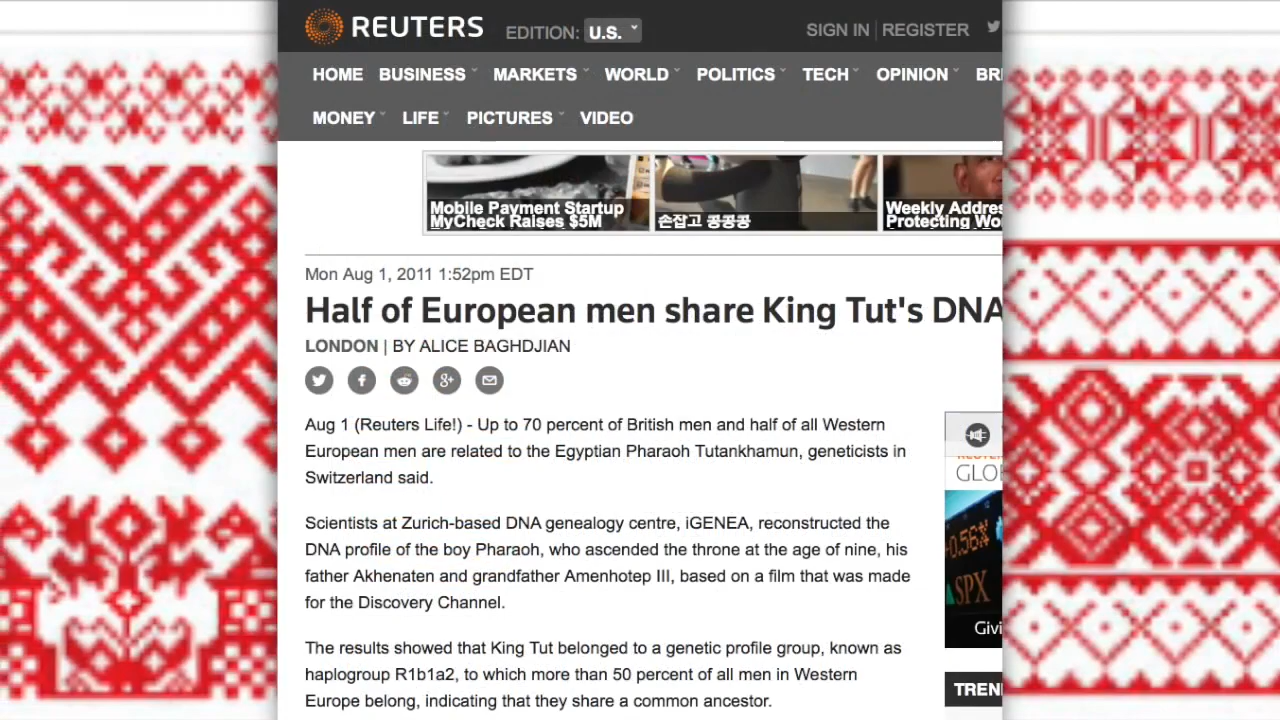 REUTERS EDITION: U.S. SIGN IN REGISTER
HOME BUSINESS MARKETS WORLD POLITICS TECH OPINION
MONEY LIFE PICTURES VIDEO
Mobile Payment Startup
MyCheck Raises $5M
손잡고 콩콩콩
Weekly
Protecting
Mon Aug 1, 2011 1:52pm EDT
Half of European men share King Tut's DNA
LONDON | BY ALICE BAGHDJIAN
Aug 1 (Reuters Life!) - Up to 70 percent of British men and half of all Western
European men are related to the Egyptian Pharaoh Tutankhamun, geneticists in
Switzerland said.
Scientists at Zurich-based DNA genealogy centre, iGENEA, reconstructed the
DNA profile of the boy Pharaoh, who ascended the throne at the age of nine, his
father Akhenaten and grandfather Amenhotep III, based on a film that was made
for the Discovery Channel.
The results showed that King Tut belonged to a genetic profile group, known as
haplogroup R1b1a2, to which more than 50 percent of all men in Western
Europe belong, indicating that they share a common ancestor.
+0.56%
SPX